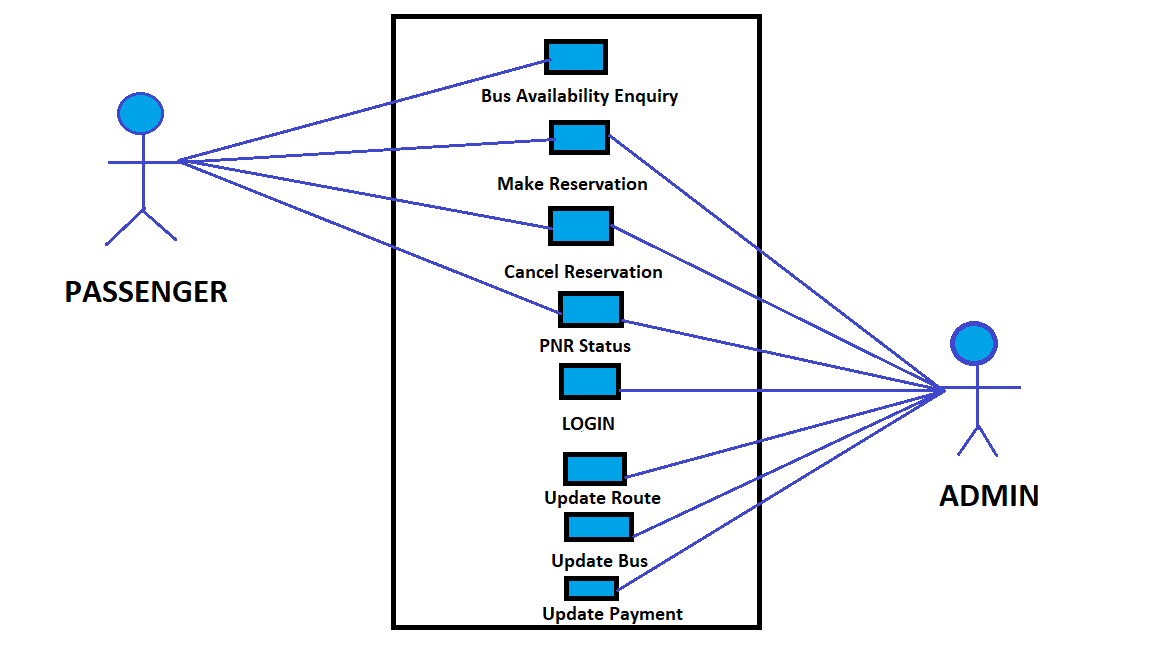 Bus Availability Enquiry
Make Reservation
Cancel Reservation
PASSENGER
PNR Status
LOGIN
Update Route
ADMIN
Update Bus
Update Payment